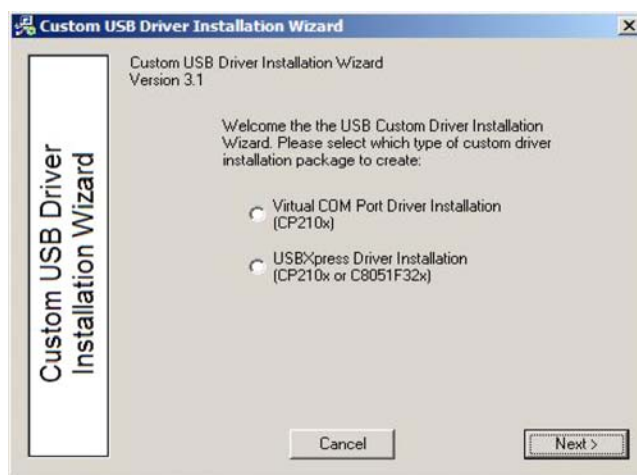 Custom USB Driver Installation Wizard
Custom USB Driver
Installation Wizard
Custom USB Driver Installation Wizard
Version 3.1
Welcome the the USB Custom Driver Installation
Wizard. Please select which type of custom driver
installation package to create:
Virtual COM Port Driver Installation
(CP210x)
USBXpress Driver Installation
(CP210x or C8051F32x)
Cancel
Next >